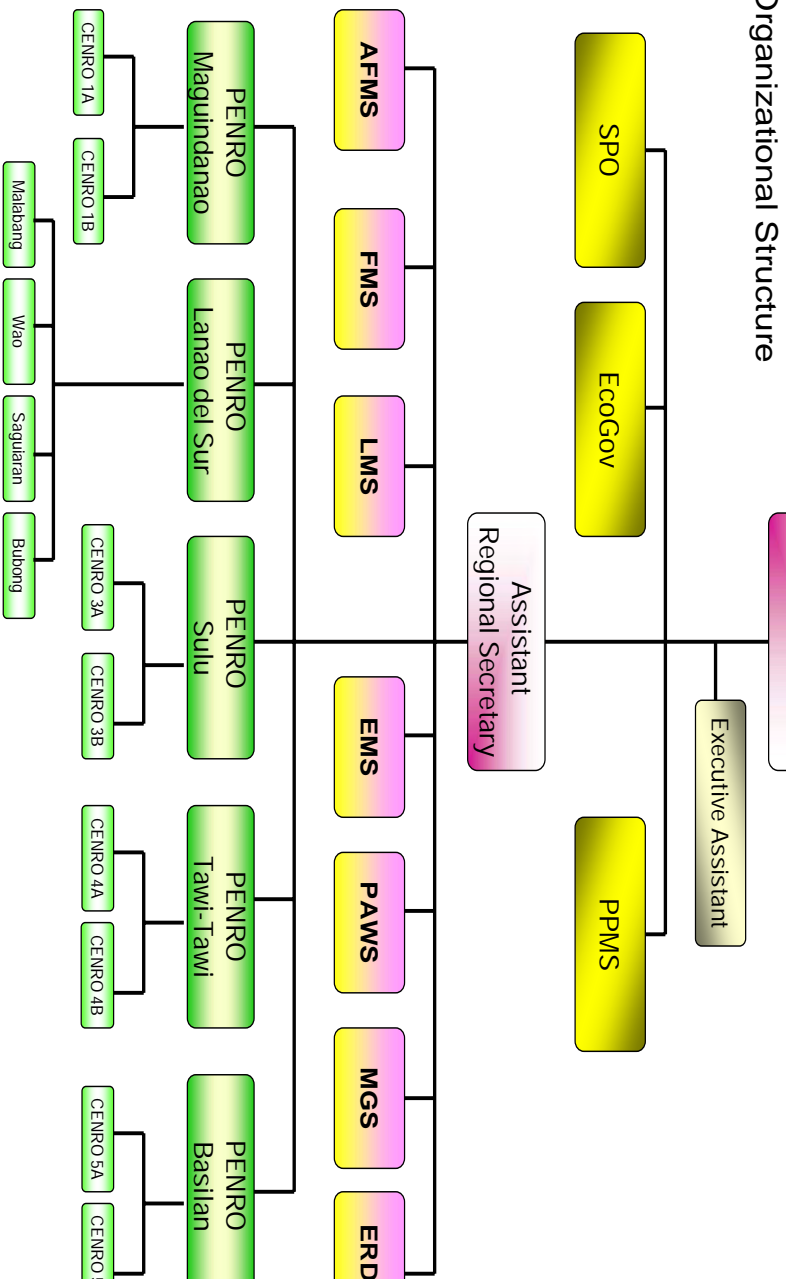 Organizational Structure
Executive Assistant
SPO
EcoGov
PPMS
Assistant
Regional Secretary
AFMS
FMS
LMS
EMS
PAWS
MGS
ERD
PENRO
Maguindanao
PENRO
Lanao del Sur
PENRO
Sulu
PENRO
Tawi-Tawi
PENRO
Basilan
CENRO 1A
CENRO 1B
CENRO 3A
CENRO 3B
CENRO 4A
CENRO 4B
CENRO 5A
CENRO
Malabang
Wao
Saguiaran
Bubong